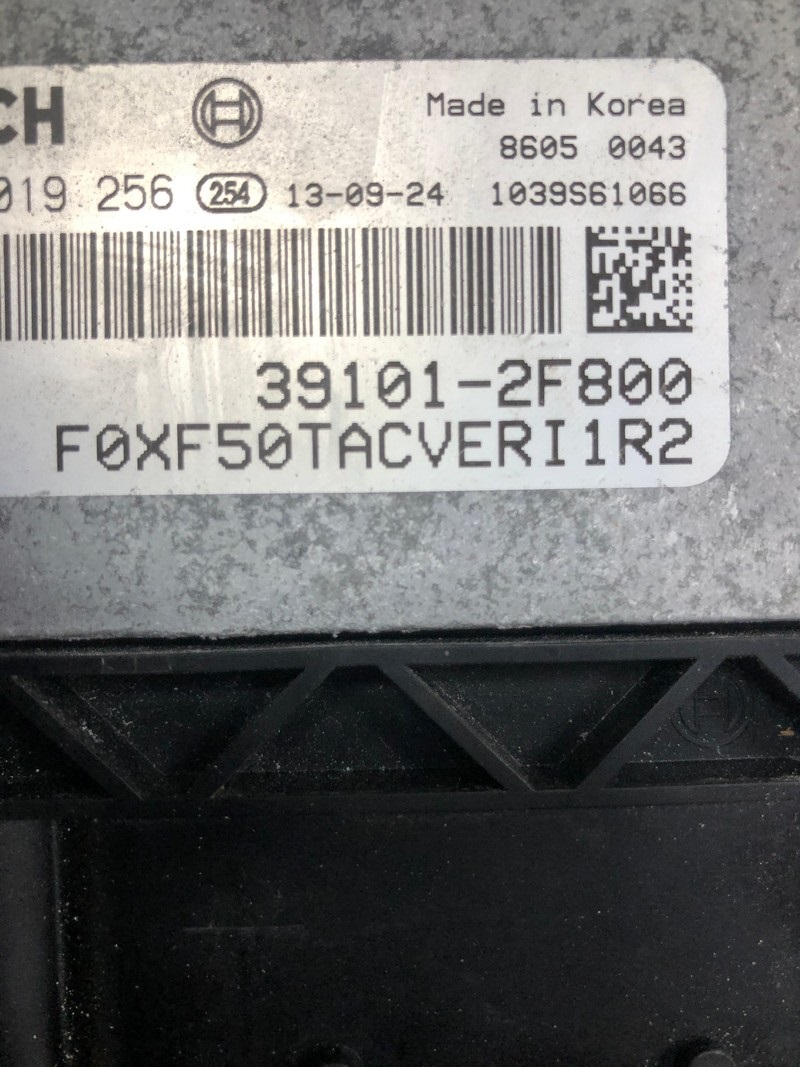 CH
Made in Korea
8605 0043
019 256 254 13-09-24 1039S61066
39101-2F800
F0XF50TACVERI1R2